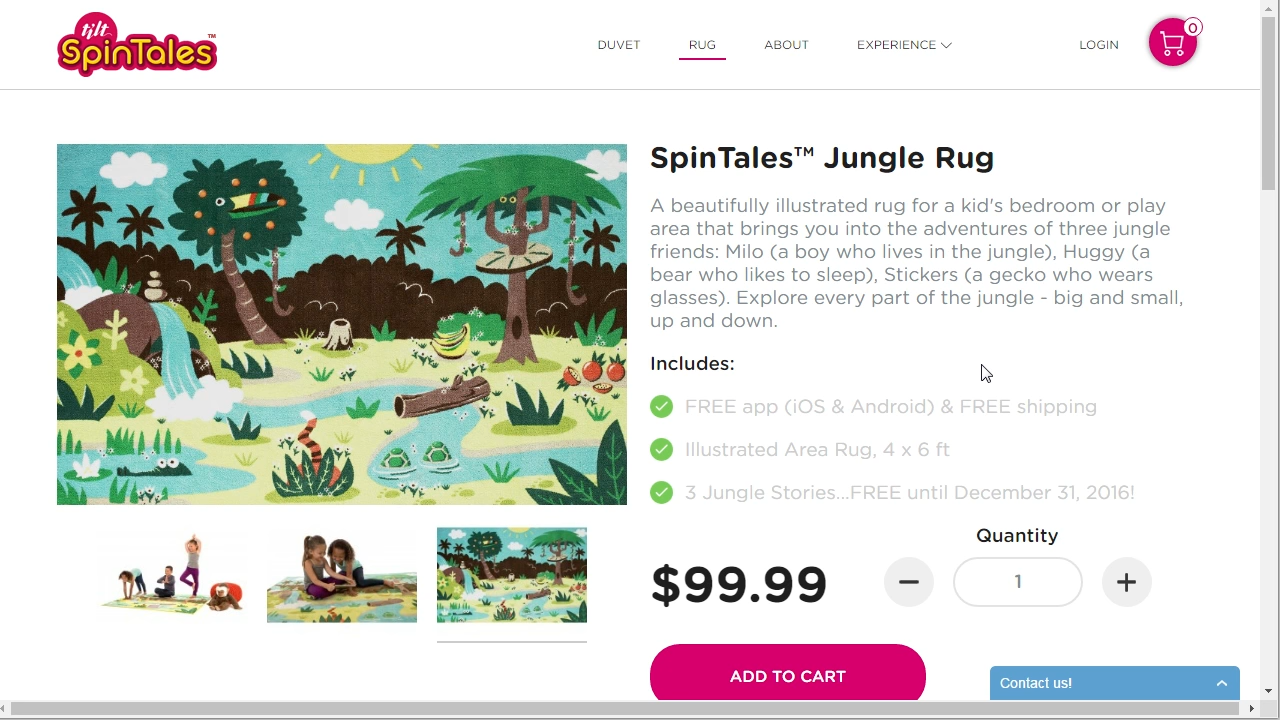 tilt
SpinTales™
DUVET
RUG
ABOUT
EXPERIENCE
LOGIN
0
SpinTales™ Jungle Rug
A beautifully illustrated rug for a kid's bedroom or play
area that brings you into the adventures of three jungle
friends: Milo (a boy who lives in the jungle), Huggy (a
bear who likes to sleep), Stickers (a gecko who wears
glasses). Explore every part of the jungle - big and small,
up and down.
Includes:
FREE app (iOS & Android) & FREE shipping
Illustrated Area Rug, 4 x 6 ft
3 Jungle Stories...FREE until December 31, 2016!
Quantity
$99.99
1
ADD TO CART
Contact us!